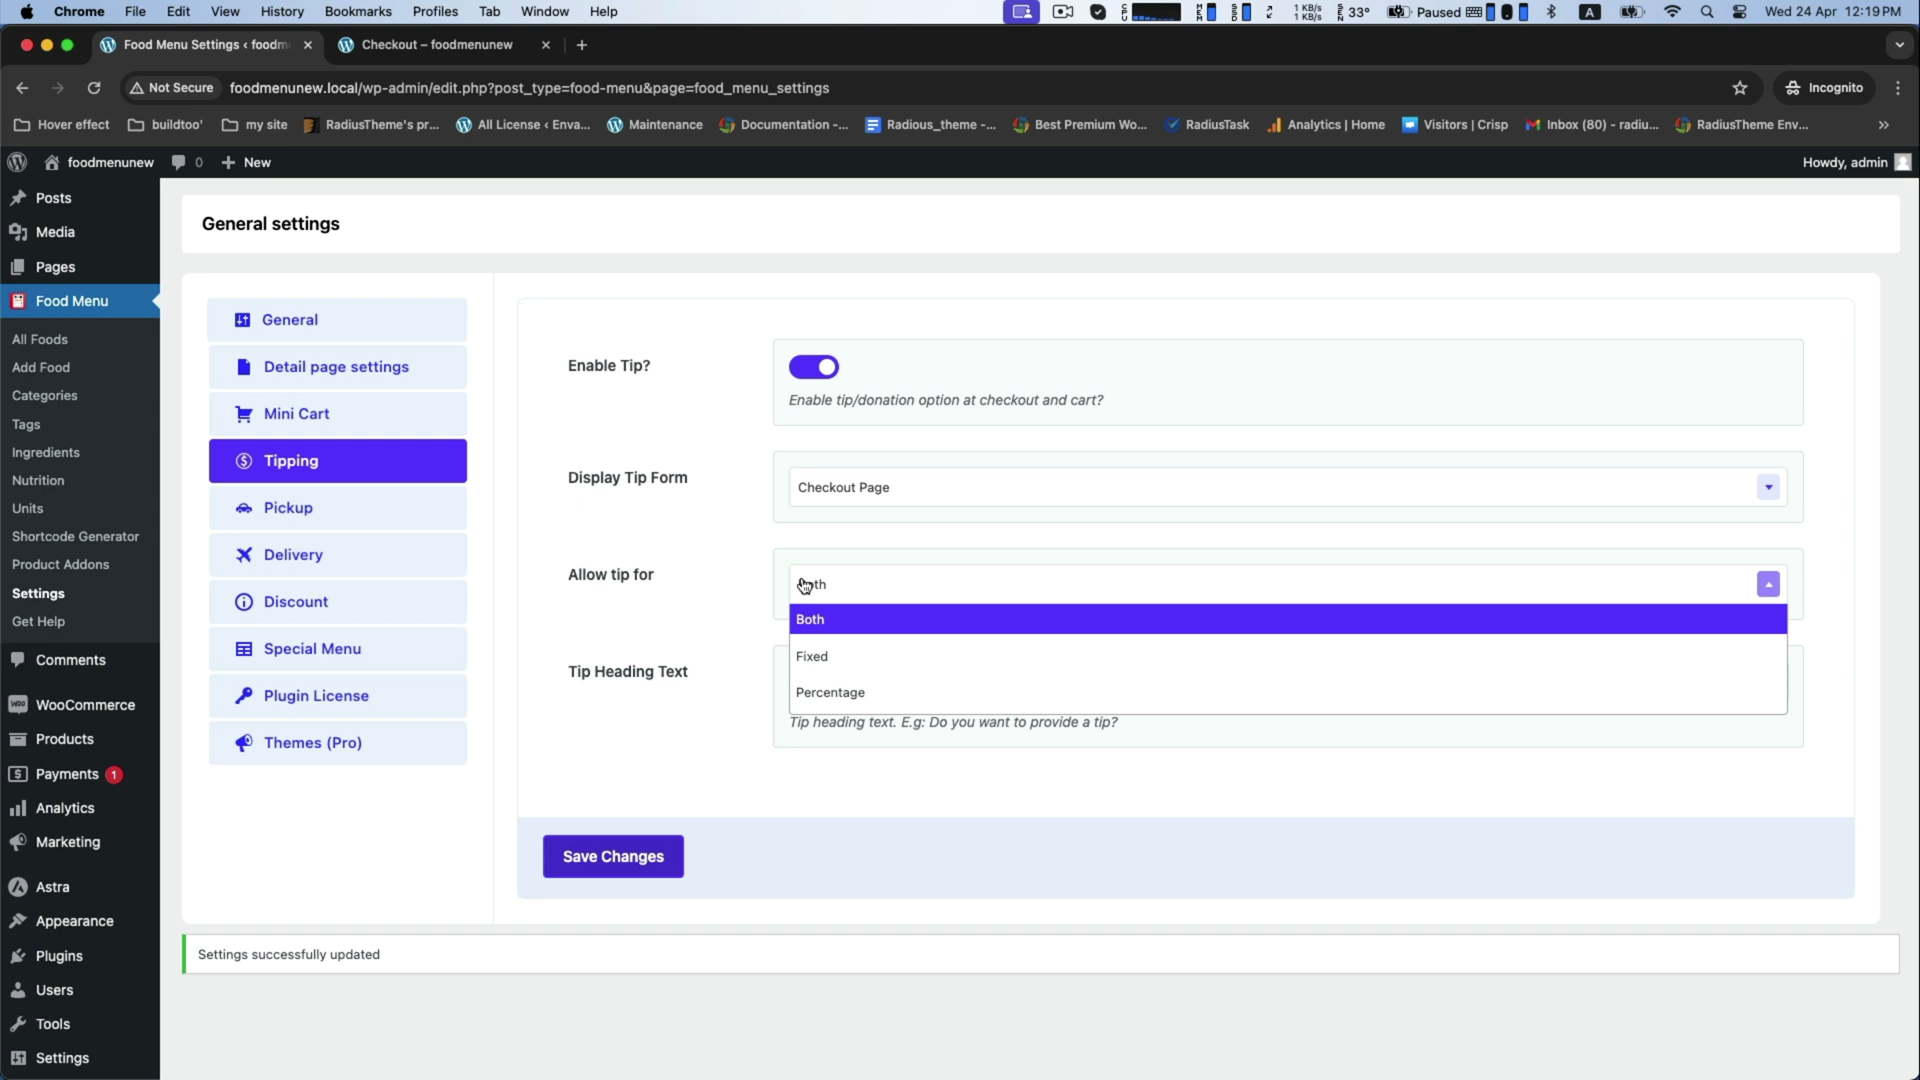 Chrome File Edit View History Bookmarks Profiles Tab Window Help
1 KB/s
1 KB/s
33°
Paused
A
Wed 24 Apr 12:19 PM
Food Menu Settings ‹ foodm
Checkout – foodmenunew
Not Secure
foodmenunew.local/wp-admin/edit.php?post_type=food-menu&page=food_menu_settings
Incognito
Hover effect
buildtoo'
my site
RadiusTheme's pr...
All License ‹ Enva...
Maintenance
Documentation -...
Radious_theme -...
Best Premium Wo...
RadiusTask
Analytics | Home
Visitors | Crisp
Inbox (80) - radiu...
RadiusTheme Env...
foodmenunew
0
New
Howdy, admin
Posts
Media
Pages
Food Menu
All Foods
Add Food
Categories
Tags
Ingredients
Nutrition
Units
Shortcode Generator
Product Addons
Settings
Get Help
Comments
WooCommerce
Products
Payments 1
Analytics
Marketing
Astra
Appearance
Plugins
Users
Tools
Settings
General settings
General
Detail page settings
Mini Cart
Tipping
Pickup
Delivery
Discount
Special Menu
Plugin License
Themes (Pro)
Enable Tip?
Enable tip/donation option at checkout and cart?
Display Tip Form
Checkout Page
Allow tip for
Both
Fixed
Percentage
Tip Heading Text
Tip heading text. E.g: Do you want to provide a tip?
Save Changes
Settings successfully updated